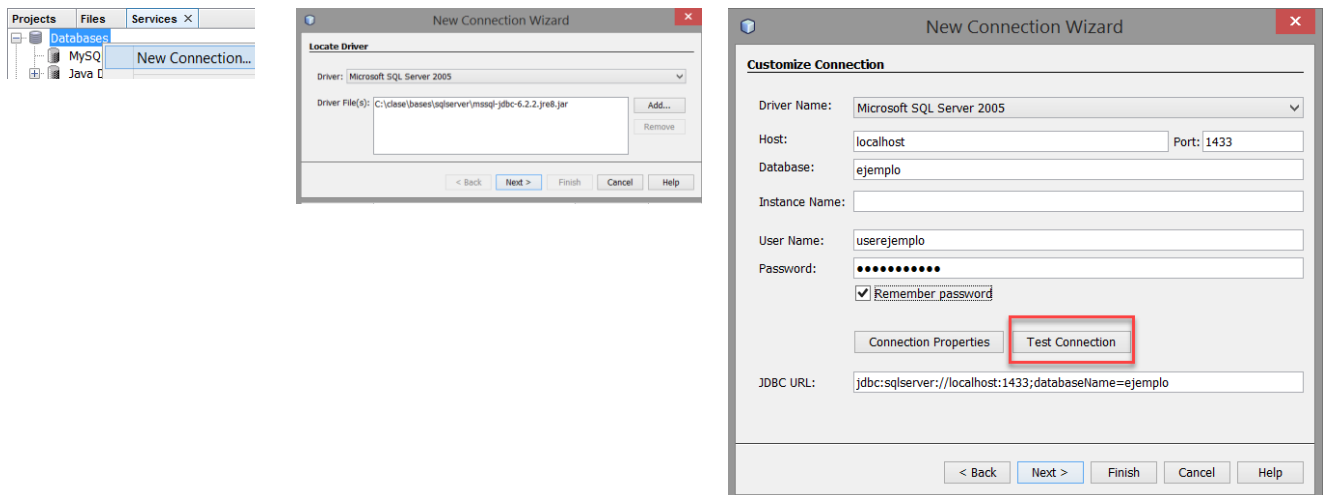 Projects Files Services ×
Databases
MySQ New Connection...
Java D
New Connection Wizard
Locate Driver
Driver: Microsoft SQL Server 2005
Driver File(s): C:\clase\bases\sqlserver\mssql-jdbc-6.2.2.jre8.jar Add...
Remove
< Back Next > Finish Cancel Help
New Connection Wizard
Customize Connection
Driver Name: Microsoft SQL Server 2005
Host: localhost Port: 1433
Database: ejemplo
Instance Name:
User Name: userejemplo
Password: ●●●●●●●●●●●
Remember password
Connection Properties Test Connection
JDBC URL: jdbc:sqlserver://localhost:1433;databaseName=ejemplo
< Back Next > Finish Cancel Help